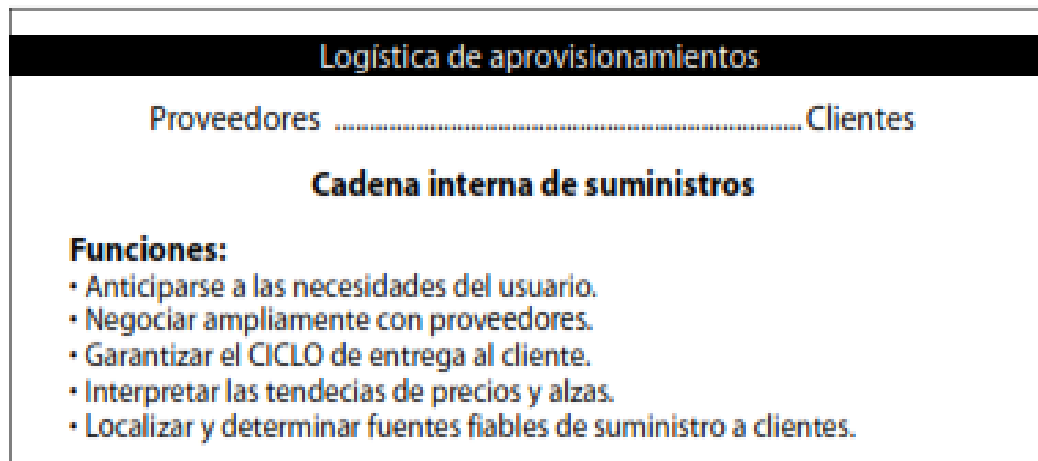 Logística de aprovisionamientos
Proveedores ........................................................................ Clientes
Cadena interna de suministros
Funciones:
• Anticiparse a las necesidades del usuario.
• Negociar ampliamente con proveedores.
• Garantizar el CICLO de entrega al cliente.
• Interpretar las tendecias de precios y alzas.
• Localizar y determinar fuentes fiables de suministro a clientes.